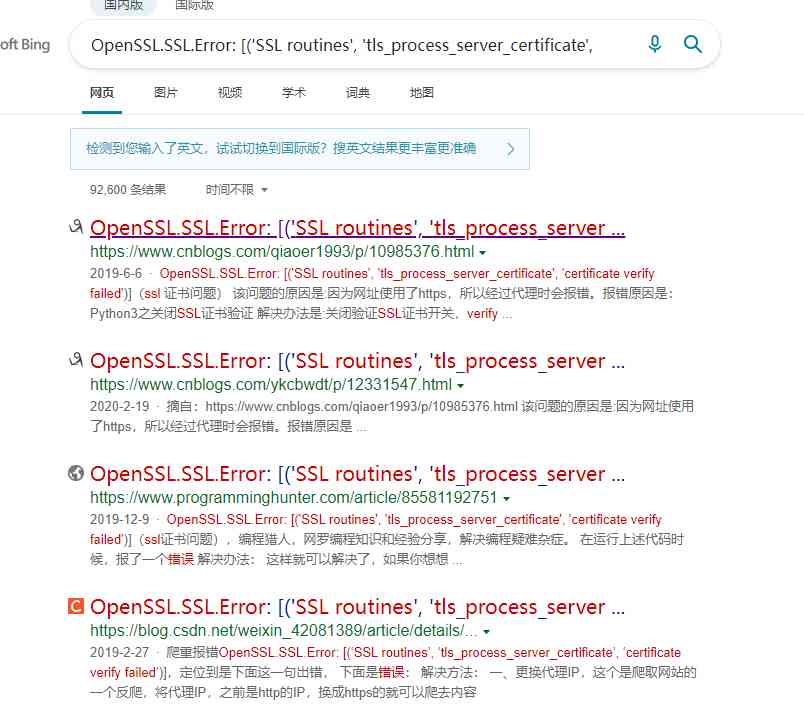 国内版 国际版
oft Bing
OpenSSL.SSL.Error: [('SSL routines', 'tls_process_server_certificate',
网页 图片 视频 学术 词典 地图
检测到您输入了英文，试试切换到国际版？搜英文结果更丰富更准确
92,600 条结果 时间不限
OpenSSL.SSL.Error: [('SSL routines', 'tls_process_server ...
https://www.cnblogs.com/qiaoer1993/p/10985376.html
2019-6-6 · OpenSSL.SSL.Error: [('SSL routines', 'tls_process_server_certificate', 'certificate verify
failed')]（ssl 证书问题） 该问题的原因是:因为网址使用了https，所以经过代理时会报错。报错原因是：
Python3之关闭SSL证书验证 解决办法是:关闭验证SSL证书开关，verify ...
OpenSSL.SSL.Error: [('SSL routines', 'tls_process_server ...
https://www.cnblogs.com/ykcbwdt/p/12331547.html
2020-2-19 · 摘自：https://www.cnblogs.com/qiaoer1993/p/10985376.html 该问题的原因是:因为网址使用
了https，所以经过代理时会报错。报错原因是 ...
OpenSSL.SSL.Error: [('SSL routines', 'tls_process_server ...
https://www.programminghunter.com/article/85581192751
2019-12-9 · OpenSSL.SSL.Error: [('SSL routines', 'tls_process_server_certificate', 'certificate verify
failed')]（ssl证书问题），编程猎人，网罗编程知识和经验分享，解决编程疑难杂症。 在运行上述代码时
候，报了一个错误 解决办法： 这样就可以解决了，如果你想想 ...
C
OpenSSL.SSL.Error: [('SSL routines', 'tls_process_server ...
https://blog.csdn.net/weixin_42081389/article/details/...
2019-2-27 · 爬重报错OpenSSL.SSL.Error: [('SSL routines', 'tls_process_server_certificate', 'certificate
verify failed')]，定位到是下面这一句出错， 下面是错误： 解决方法： 一、更换代理IP，这个是爬取网站的
一个反爬，将代理IP，之前是http的IP，换成https的就可以爬去内容